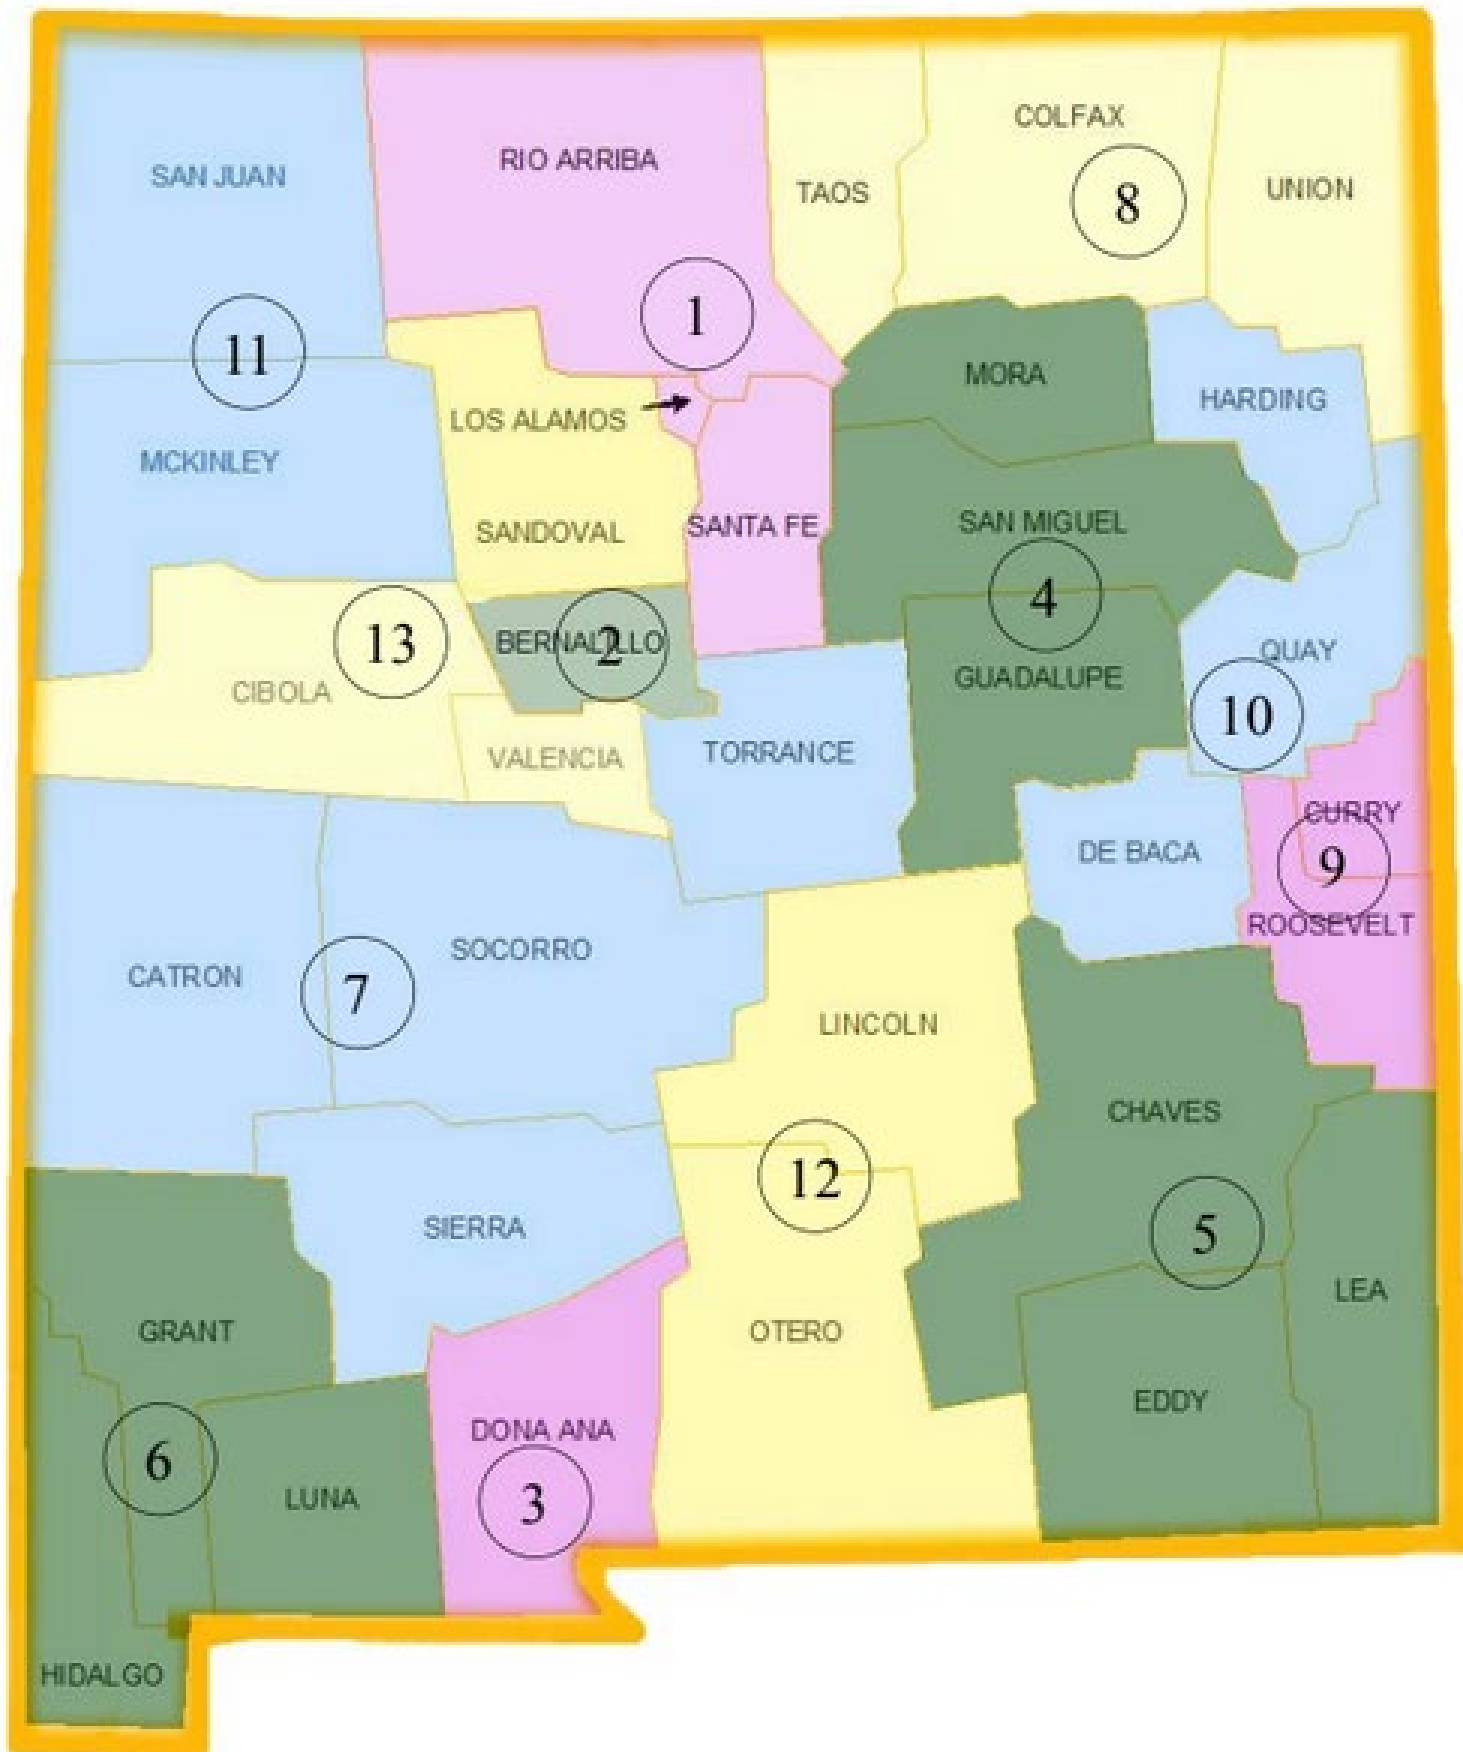 COLFAX
RIO ARRIBA
SAN JUAN
TAOS
8
UNION
1
11
MORA
HARDING
LOS ALAMOS
MCKINLEY
SANDOVAL
SANTA FE
SAN MIGUEL
4
13
BERNALILLO
2
QUAY
CIBOLA
GUADALUPE
10
VALENCIA
TORRANCE
CURRY
DE BACA
9
ROOSEVELT
SOCORRO
CATRON
7
LINCOLN
CHAVES
12
SIERRA
5
LEA
GRANT
OTERO
EDDY
DONA ANA
6
LUNA
3
HIDALGO